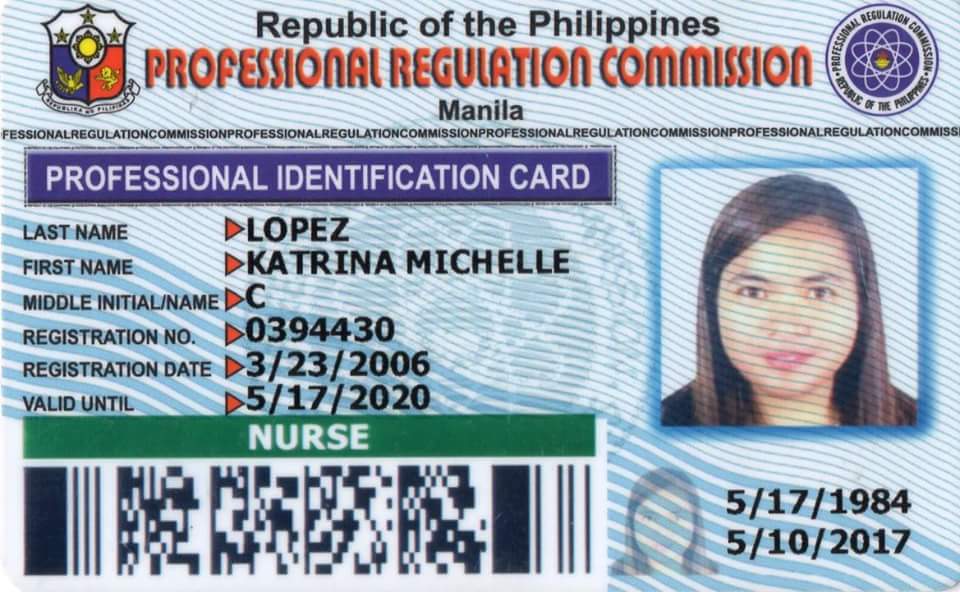 Republic of the Philippines
PROFESSIONAL REGULATION COMMISSION
Manila
REPUBLIKA NG PILIPINAS
PROFESSIONAL REGULATION COMMISSION
REPUBLIC OF THE PHILIPPINES
FESSIONALREGULATIONCOMMISSIONPROFESSIONALREGULATIONCOMMISSIONPROFESSIONALREGULATIONCOMMISS
PROFESSIONAL IDENTIFICATION CARD
LAST NAME LOPEZ
FIRST NAME KATRINA MICHELLE
MIDDLE INITIAL/NAME C
REGISTRATION NO. 0394430
REGISTRATION DATE 3/23/2006
VALID UNTIL 5/17/2020
NURSE
5/17/1984
5/10/2017